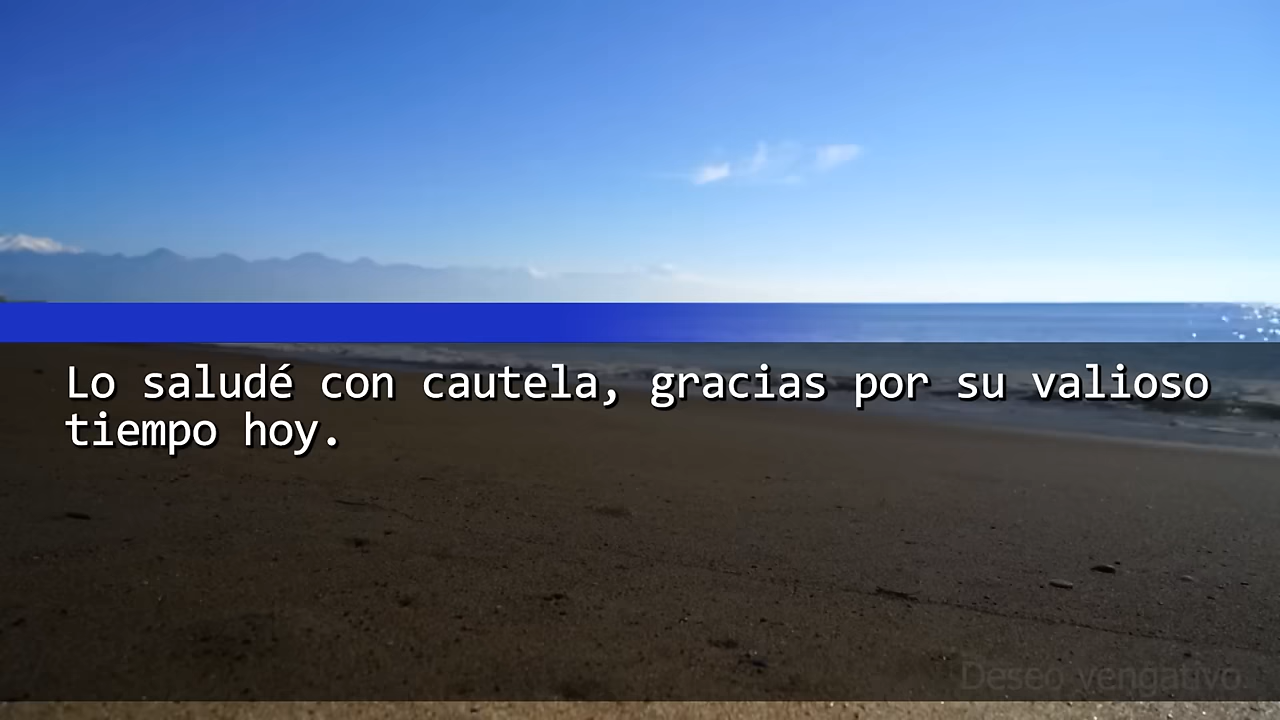 Lo saludé con cautela, gracias por su valioso
tiempo hoy.
Deseo vengativo